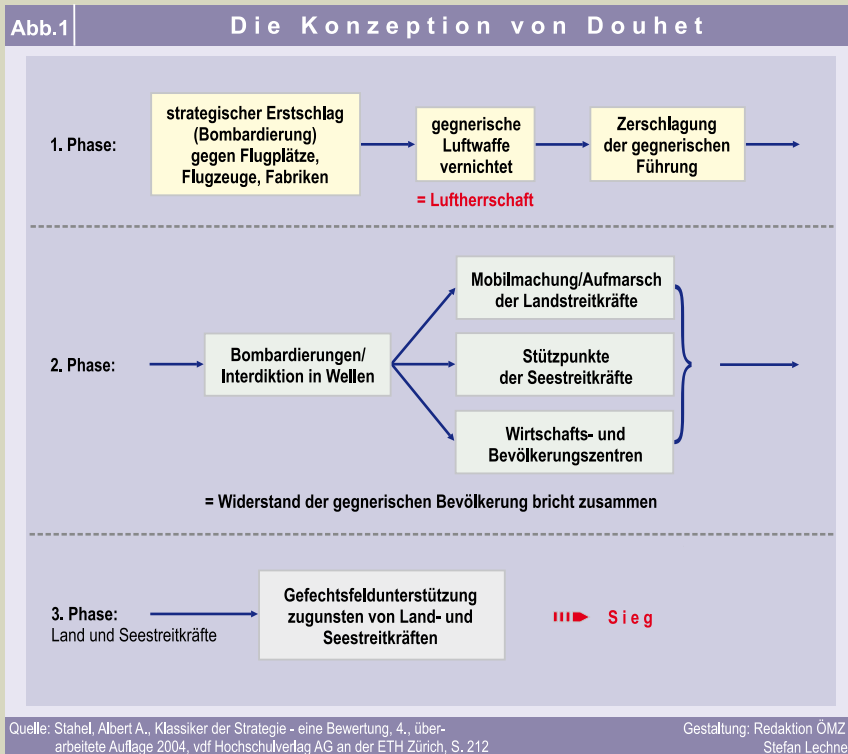 Abb.1
Die Konzeption von Douhet
1. Phase:
strategischer Erstschlag
(Bombardierung)
gegen Flugplätze,
Flugzeuge, Fabriken
gegnerische
Luftwaffe
vernichtet
= Luftherrschaft
Zerschlagung
der gegnerischen
Führung
2. Phase:
Bombardierungen/
Interdiktion in Wellen
Mobilmachung/Aufmarsch
der Landstreitkräfte
Stützpunkte
der Seestreitkräfte
Wirtschafts- und
Bevölkerungszentren
= Widerstand der gegnerischen Bevölkerung bricht zusammen
3. Phase:
Land und Seestreitkräfte
Gefechtsfeldunterstützung
zugunsten von Land- und
Seestreitkräften
Sieg
Quelle: Stahel, Albert A., Klassiker der Strategie - eine Bewertung, 4., über-
arbeitete Auflage 2004, vdf Hochschulverlag AG an der ETH Zürich, S. 212
Gestaltung: Redaktion ÖMZ
Stefan Lechner